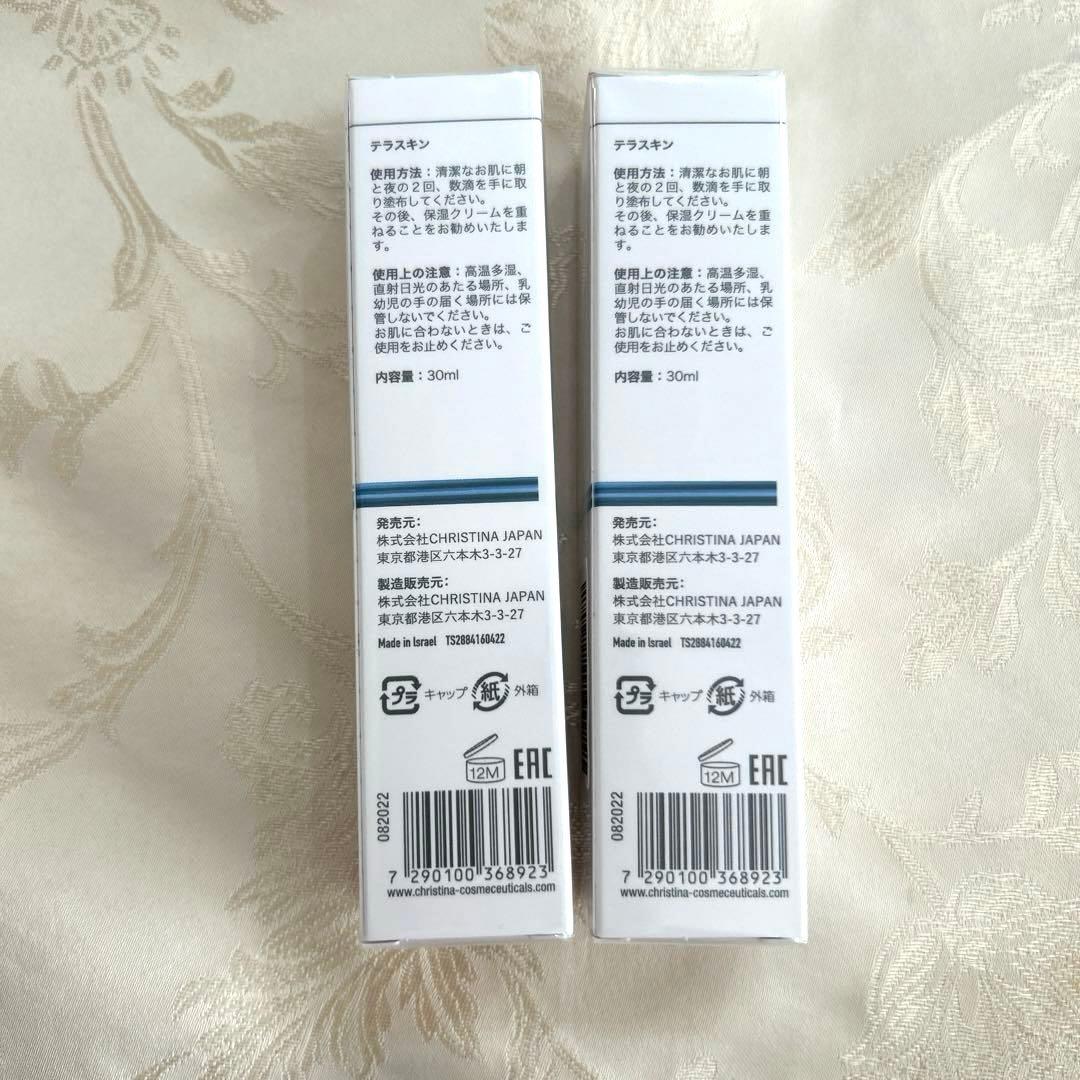 テラスキン
使用方法：清潔なお肌に朝
と夜の２回、数滴を手に取
り塗布してください。
その後、保湿クリームを重
ねることをお勧めいたしま
す。
使用上の注意：高温多湿、
直射日光のあたる場所、乳
幼児の手の届く場所には保
管しないでください。
お肌に合わないときは、ご
使用をお止めください。
内容量：30ml
発売元：
株式会社CHRISTINA JAPAN
東京都港区六本木3-3-27
製造販売元：
株式会社CHRISTINA JAPAN
東京都港区六本木3-3-27
Made in Israel TS2884160422
プラ キャップ 紙 外箱
12M EAC
082022
7 290100 368923
www.christina-cosmeceuticals.com
テラスキン
使用方法：清潔なお肌に朝
と夜の２回、数滴を手に取
り塗布してください。
その後、保湿クリームを重
ねることをお勧めいたしま
す。
使用上の注意：高温多湿、
直射日光のあたる場所、乳
幼児の手の届く場所には保
管しないでください。
お肌に合わないときは、ご
使用をお止めください。
内容量：30ml
発売元：
株式会社CHRISTINA JAPAN
東京都港区六本木3-3-27
製造販売元：
株式会社CHRISTINA JAPAN
東京都港区六本木3-3-27
Made in Israel TS2884160422
プラ キャップ 紙 外箱
12M EAC
082022
7 290100 368923
www.christina-cosmeceuticals.com